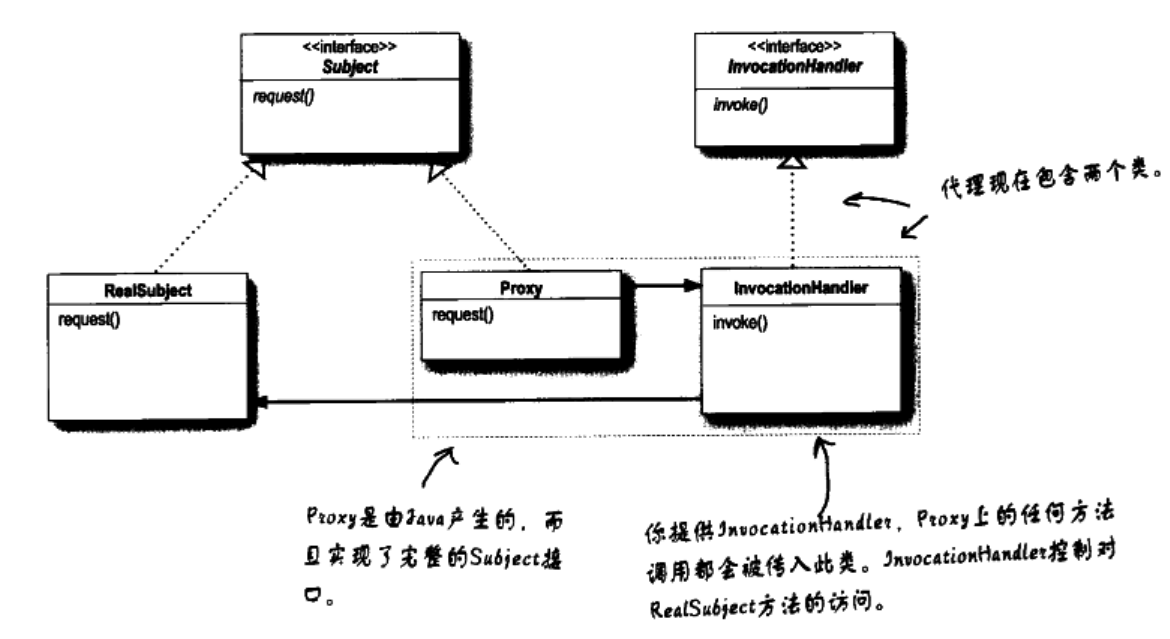 <<interface>>
Subject
request()
<<interface>>
InvocationHandler
invoke()
代理现在包含两个类。
RealSubject
request()
Proxy
request()
InvocationHandler
invoke()
Proxy是由Java产生的，而
且实现了完整的Subject接
口。
你提供InvocationHandler，Proxy上的任何方法
调用都会被传入此类。InvocationHandler控制对
RealSubject方法的访问。